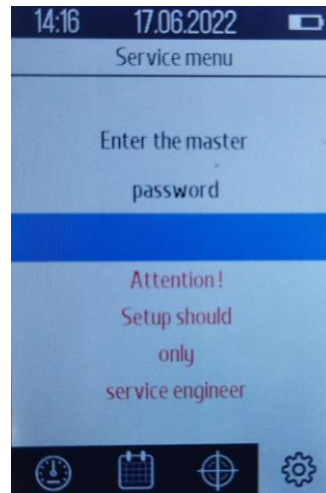 14:16 17.06.2022
Service menu
Enter the master
password
Attention!
Setup should
only
service engineer